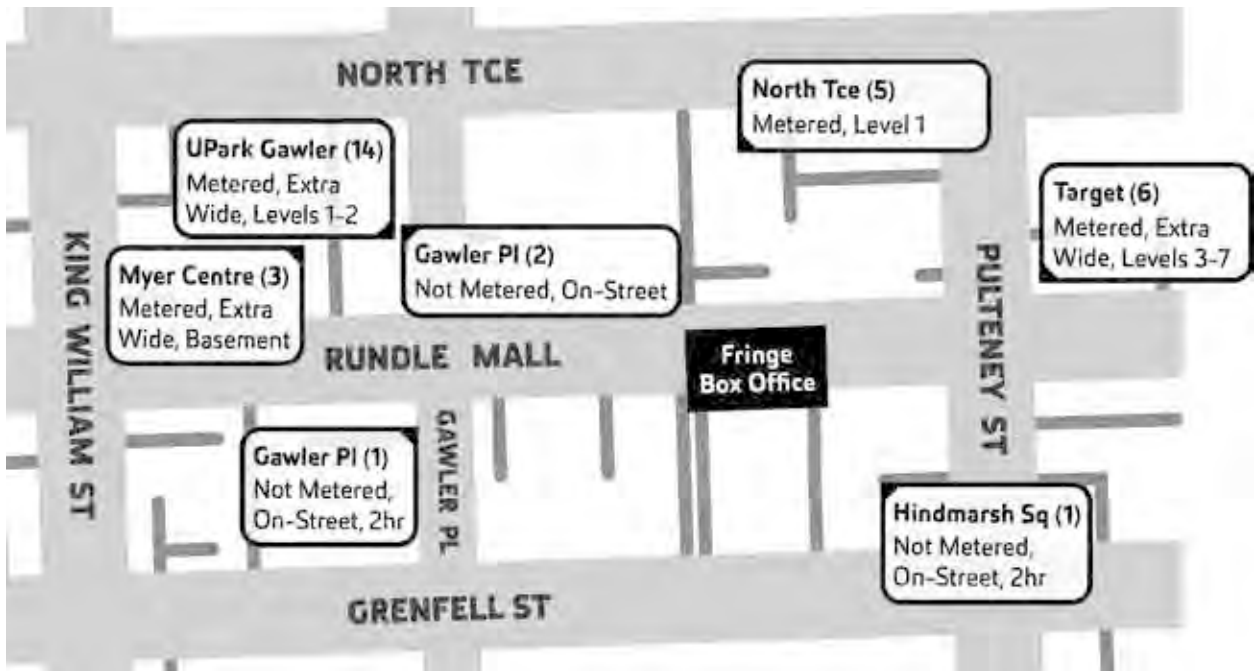 NORTH TCE
North Tce (5)
Metered, Level 1
UPark Gawler (14)
Metered, Extra
Wide, Levels 1-2
Target (6)
Metered, Extra
Wide, Levels 3-7
Gawler Pl (2)
Not Metered, On-Street
Myer Centre (3)
Metered, Extra
Wide, Basement
KING WILLIAM ST
PULTENEY ST
RUNDLE MALL
Fringe
Box Office
GAWLER PL
Gawler Pl (1)
Not Metered,
On-Street, 2hr
Hindmarsh Sq (1)
Not Metered,
On-Street, 2hr
GRENFELL ST